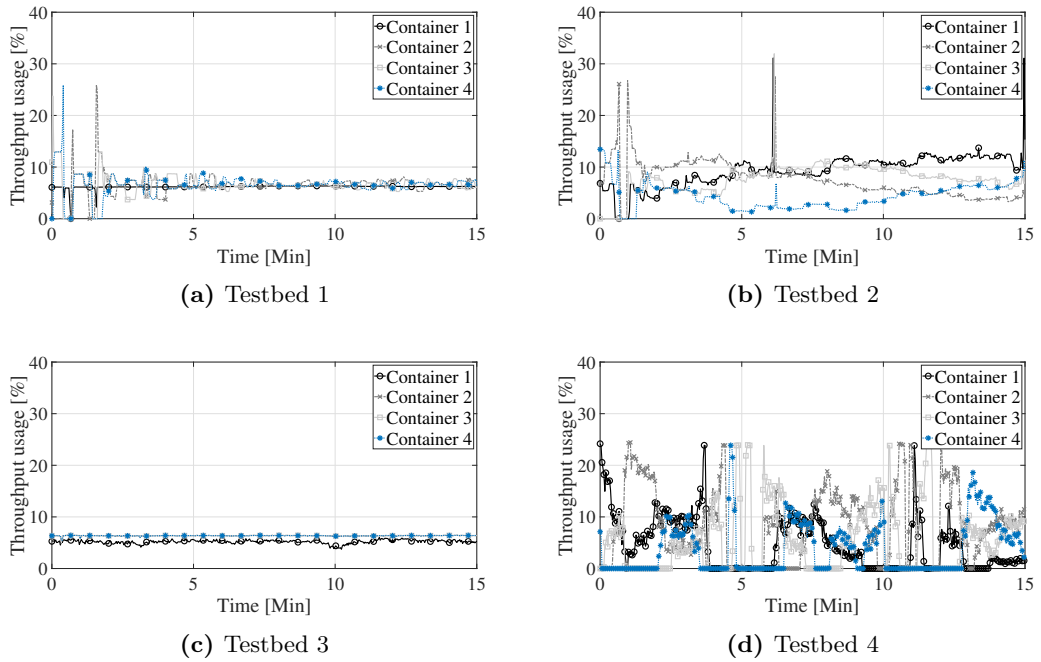 40
30
20
10
0
Throughput usage [%]
Container 1
Container 2
Container 3
Container 4
0 5 10 15
Time [Min]
(a) Testbed 1
40
30
20
10
0
Throughput usage [%]
Container 1
Container 2
Container 3
Container 4
0 5 10 15
Time [Min]
(b) Testbed 2
40
30
20
10
0
Throughput usage [%]
Container 1
Container 2
Container 3
Container 4
0 5 10 15
Time [Min]
(c) Testbed 3
40
30
20
10
0
Throughput usage [%]
Container 1
Container 2
Container 3
Container 4
0 5 10 15
Time [Min]
(d) Testbed 4